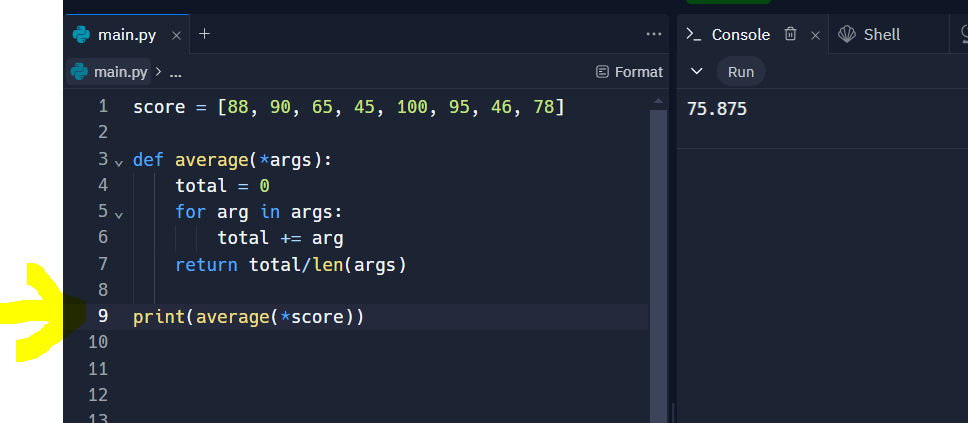 main.py × +
...
Console × Shell
main.py > ...
Format
Run
1 score = [88, 90, 65, 45, 100, 95, 46, 78]
2
3 def average(*args):
4 total = 0
5 for arg in args:
6 total += arg
7 return total/len(args)
8
9 print(average(*score))
10
11
12
13
75.875